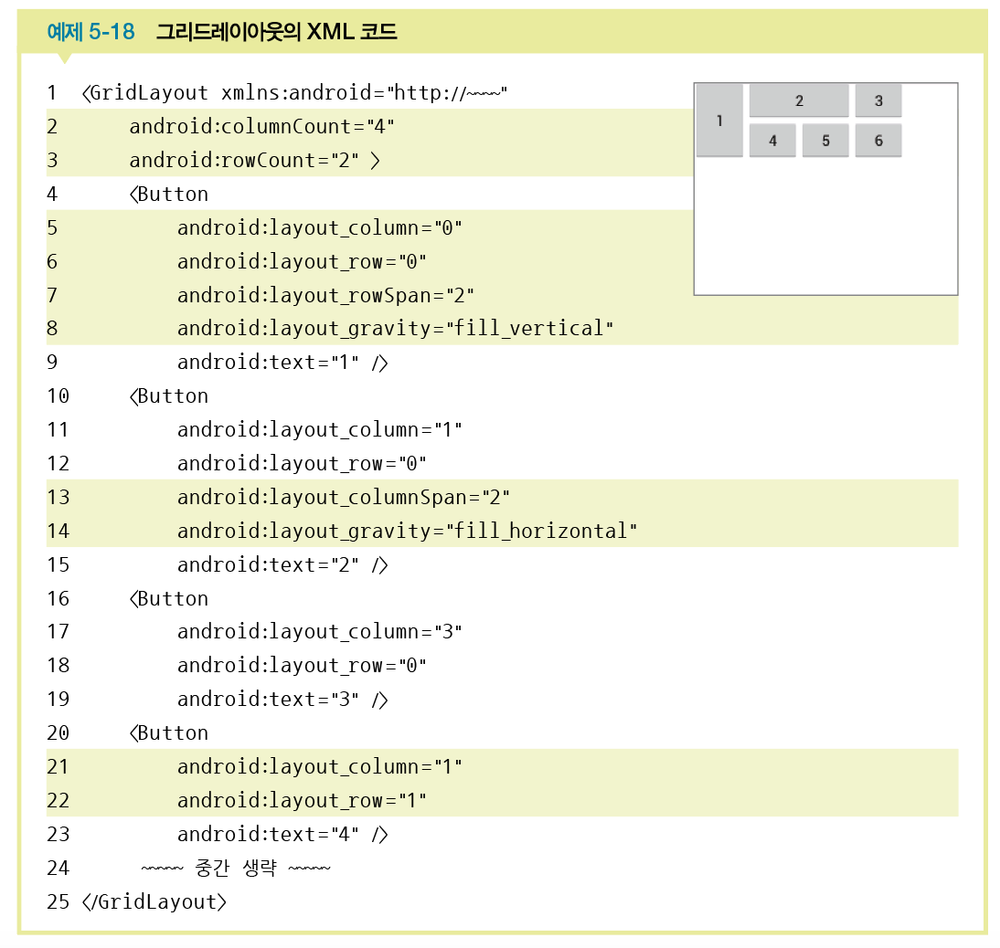 예제 5-18 그리드레이아웃의 XML 코드
1 <GridLayout xmlns:android="http://~~~~"
2 android:columnCount="4"
3 android:rowCount="2" >
4 <Button
5 android:layout_column="0"
6 android:layout_row="0"
7 android:layout_rowSpan="2"
8 android:layout_gravity="fill_vertical"
9 android:text="1" />
10 <Button
11 android:layout_column="1"
12 android:layout_row="0"
13 android:layout_columnSpan="2"
14 android:layout_gravity="fill_horizontal"
15 android:text="2" />
16 <Button
17 android:layout_column="3"
18 android:layout_row="0"
19 android:text="3" />
20 <Button
21 android:layout_column="1"
22 android:layout_row="1"
23 android:text="4" />
24 ~~~~~ 중간 생략 ~~~~~
25 </GridLayout>
1 2 3
4 5 6